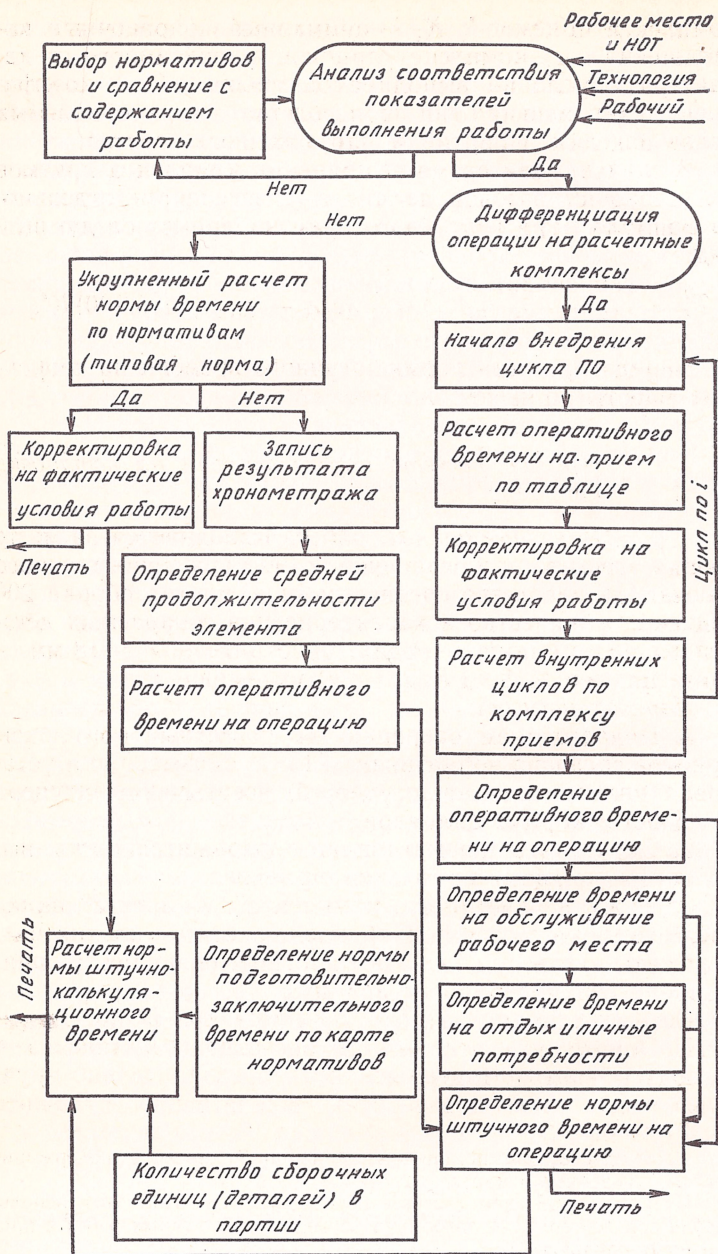 Рабочее место
и НОТ
Технология
Рабочий
Выбор нормативов
и сравнение с
содержанием
работы
Анализ соответствия
показателей
выполнения работы
Нет
Да
Дифференциация
операции на расчетные
комплексы
Нет
Да
Укрупненный расчет
нормы времени
по нормативам
(типовая норма)
Да
Нет
Начало внедрения
цикла ПО
Корректировка
на фактические
условия работы
Печать
Запись
результата
хронометража
Расчет оперативного
времени на прием
по таблице
Цикл по i
Определение средней
продолжительности
элемента
Корректировка на
фактические
условия работы
Расчет оперативного
времени на операцию
Расчет внутренних
циклов по
комплексу
приемов
Определение
оперативного време-
ни на операцию
Определение времени
на обслуживание
рабочего места
Расчет нор-
мы штучно-
калькуля-
ционного
времени
Печать
Определение нормы
подготовительно-
заключительного
времени по карте
нормативов
Определение времени
на отдых и личные
потребности
Определение нормы
штучного времени на
операцию
Печать
Количество сборочных
единиц (деталей) в
партии